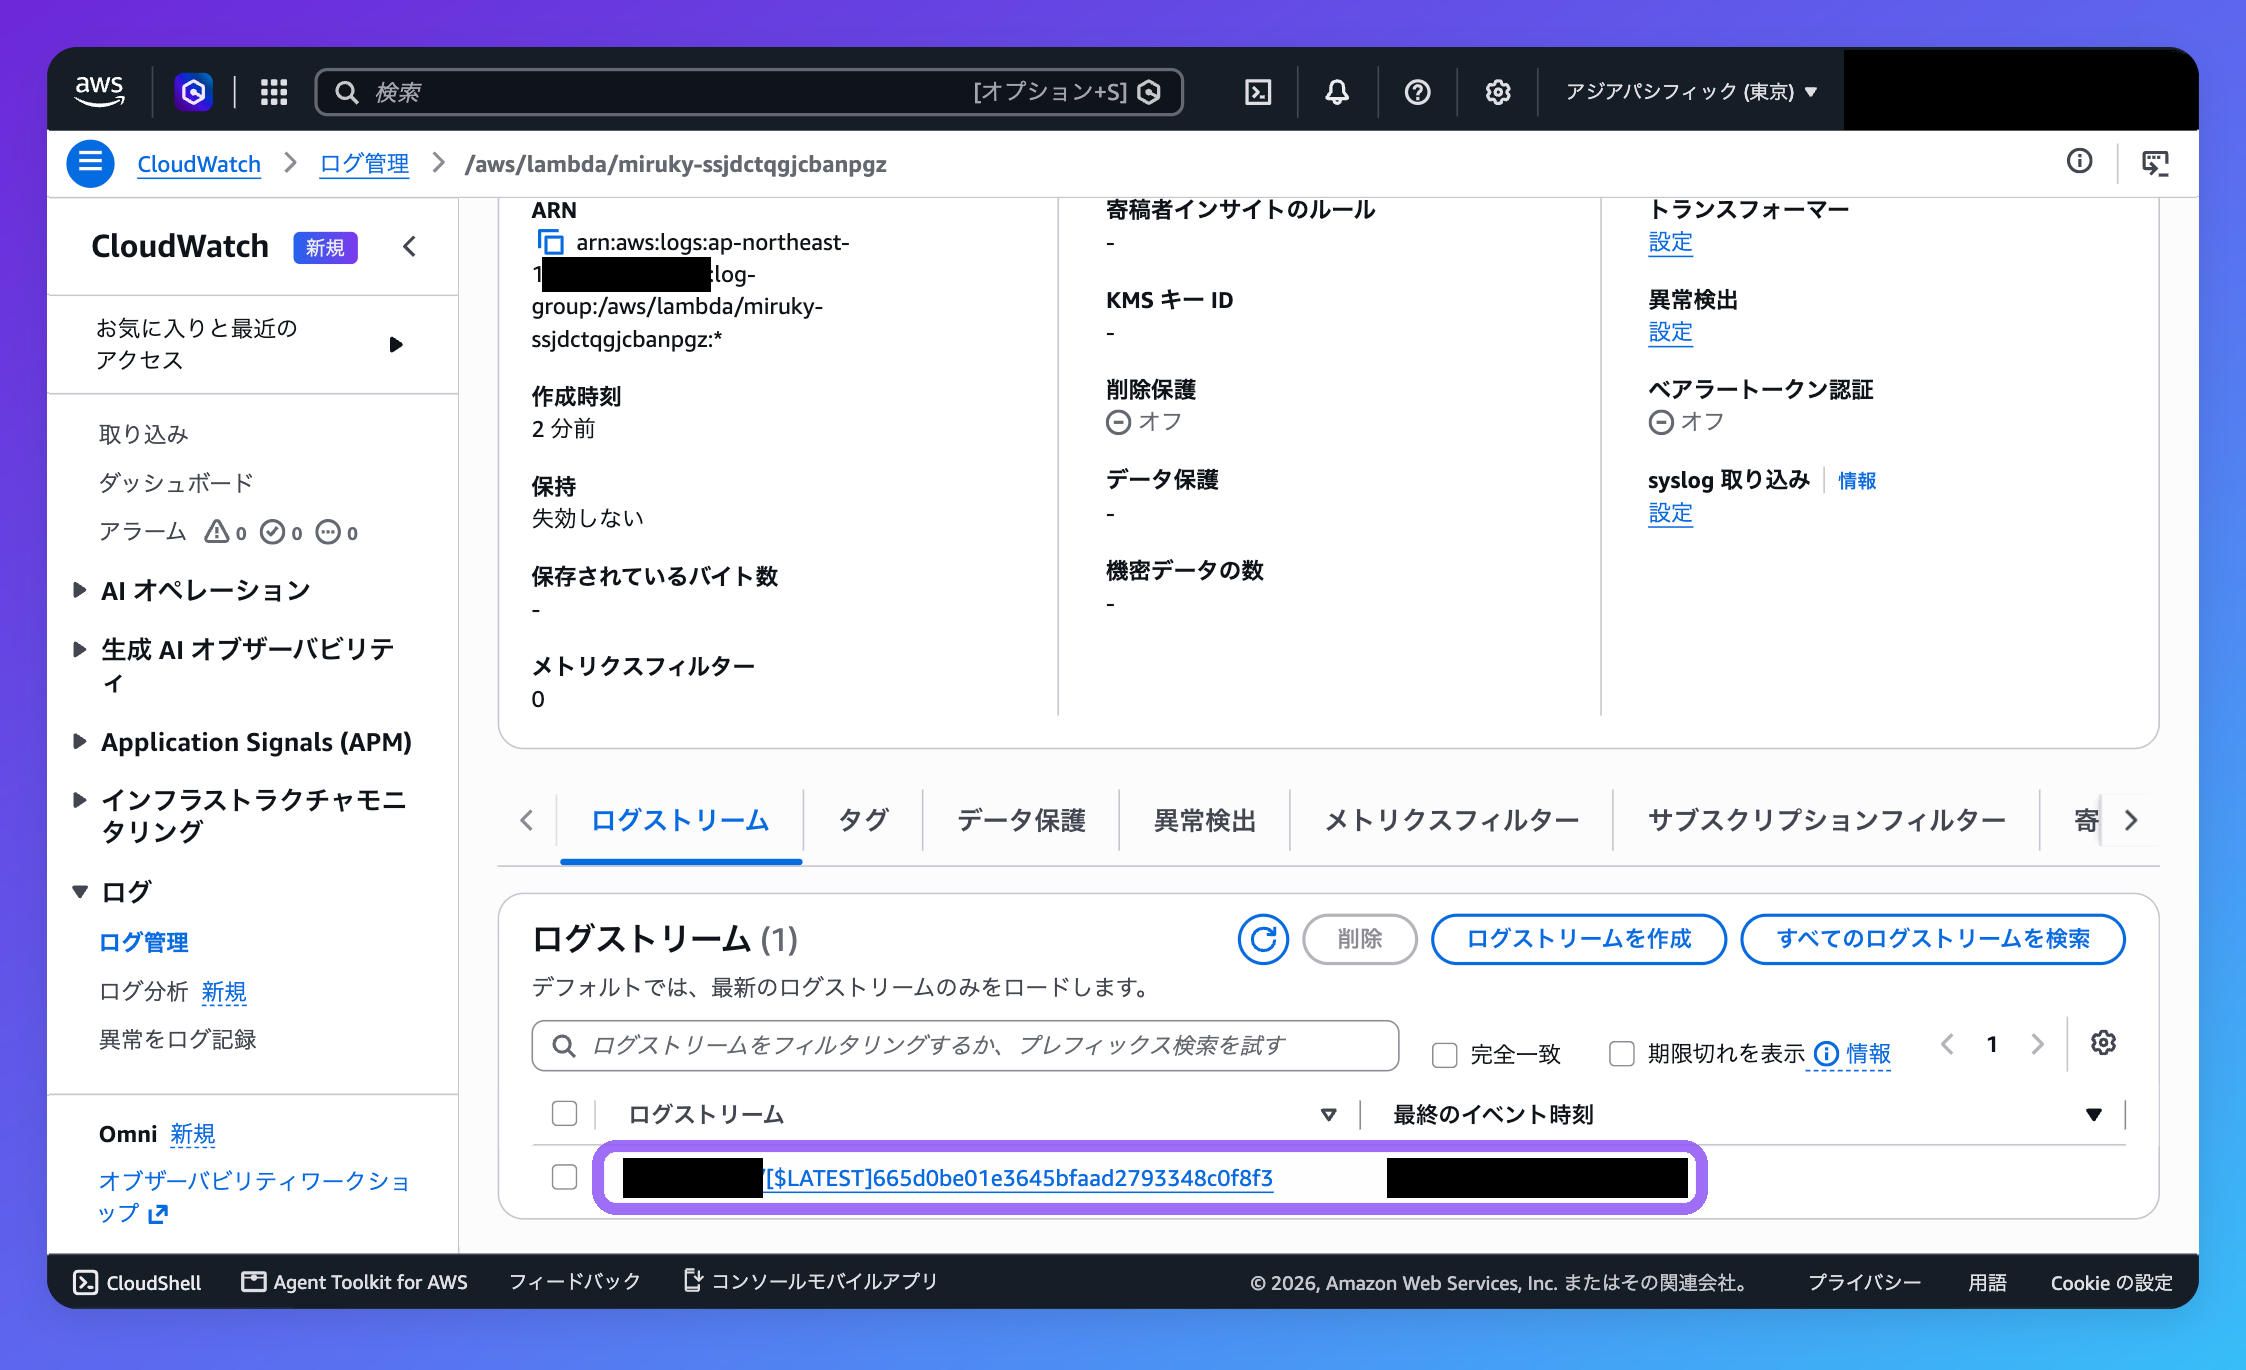 aws
検索
[オプション+S]
アジアパシフィック (東京) ▼
CloudWatch > ログ管理 > /aws/lambda/miruky-ssjdctqgjcbanpgz
CloudWatch 新規
お気に入りと最近の
アクセス
取り込み
ダッシュボード
アラーム 0 0 0
AI オペレーション
生成 AI オブザーバビリテ
ィ
Application Signals (APM)
インフラストラクチャモニ
タリング
ログ
ログ管理
ログ分析 新規
異常をログ記録
Omni 新規
オブザーバビリティワークショ
ップ
ARN
arn:aws:logs:ap-northeast-
1 :log-
group:/aws/lambda/miruky-
ssjdctqgjcbanpgz:*
作成時刻
2 分前
保持
失効しない
保存されているバイト数
-
メトリクスフィルター
0
寄稿者インサイトのルール
-
KMS キー ID
-
削除保護
オフ
データ保護
-
機密データの数
-
トランスフォーマー
設定
異常検出
設定
ベアラートークン認証
オフ
syslog 取り込み 情報
設定
ログストリーム タグ データ保護 異常検出 メトリクスフィルター サブスクリプションフィルター 寄
ログストリーム (1)
削除 ログストリームを作成 すべてのログストリームを検索
デフォルトでは、最新のログストリームのみをロードします。
ログストリームをフィルタリングするか、プレフィックス検索を試す
完全一致 期限切れを表示 情報 1
ログストリーム 最終のイベント時刻
/[$LATEST]665d0be01e3645bfaad2793348c0f8f3
CloudShell Agent Toolkit for AWS フィードバック コンソールモバイルアプリ © 2026, Amazon Web Services, Inc. またはその関連会社。 プライバシー 用語 Cookie の設定